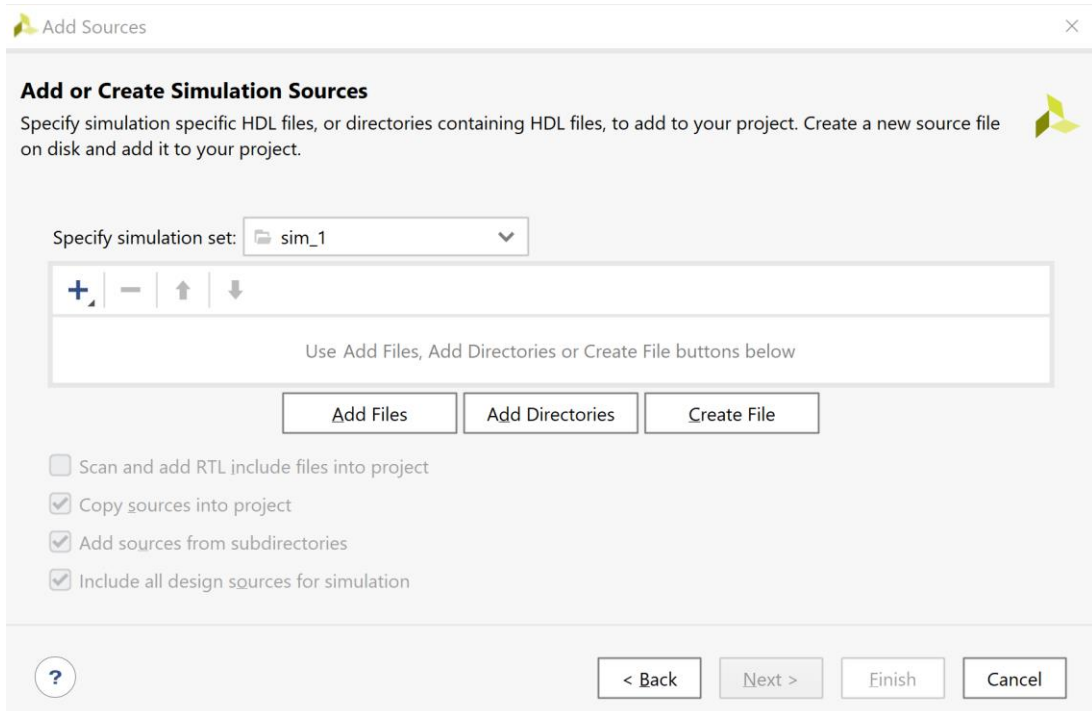 Add Sources
Add or Create Simulation Sources
Specify simulation specific HDL files, or directories containing HDL files, to add to your project. Create a new source file
on disk and add it to your project.
Specify simulation set: sim_1
Use Add Files, Add Directories or Create File buttons below
Add Files Add Directories Create File
Scan and add RTL include files into project
Copy sources into project
Add sources from subdirectories
Include all design sources for simulation
? < Back Next > Finish Cancel